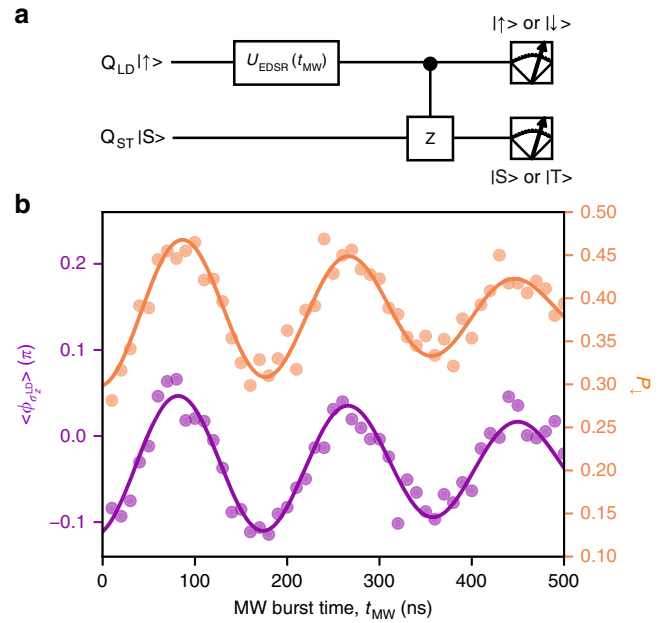 a
Q_LD |↑>
U_EDSR (t_MW)
|↑> or |↓>
Q_ST |S>
Z
|S> or |T>
b
<ϕ_σ_z^LD> (π)
0.2
0.1
0.0
−0.1
0.50
0.45
0.40
0.35
0.30
0.25
0.20
0.15
0.10
P_↓
0 100 200 300 400 500
MW burst time, t_MW (ns)